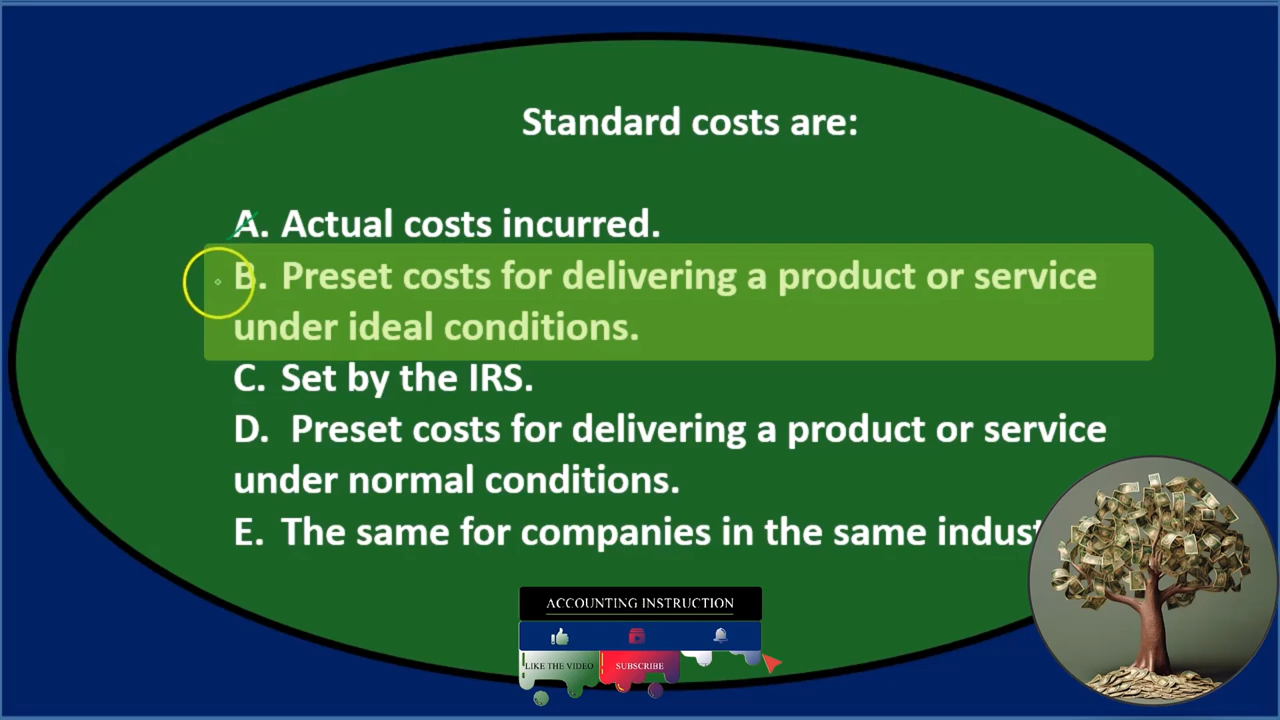 Standard costs are:
A. Actual costs incurred.
B. Preset costs for delivering a product or service
under ideal conditions.
C. Set by the IRS.
D. Preset costs for delivering a product or service
under normal conditions.
E. The same for companies in the same indust
ACCOUNTING INSTRUCTION
LIKE THE VIDEO SUBSCRIBE